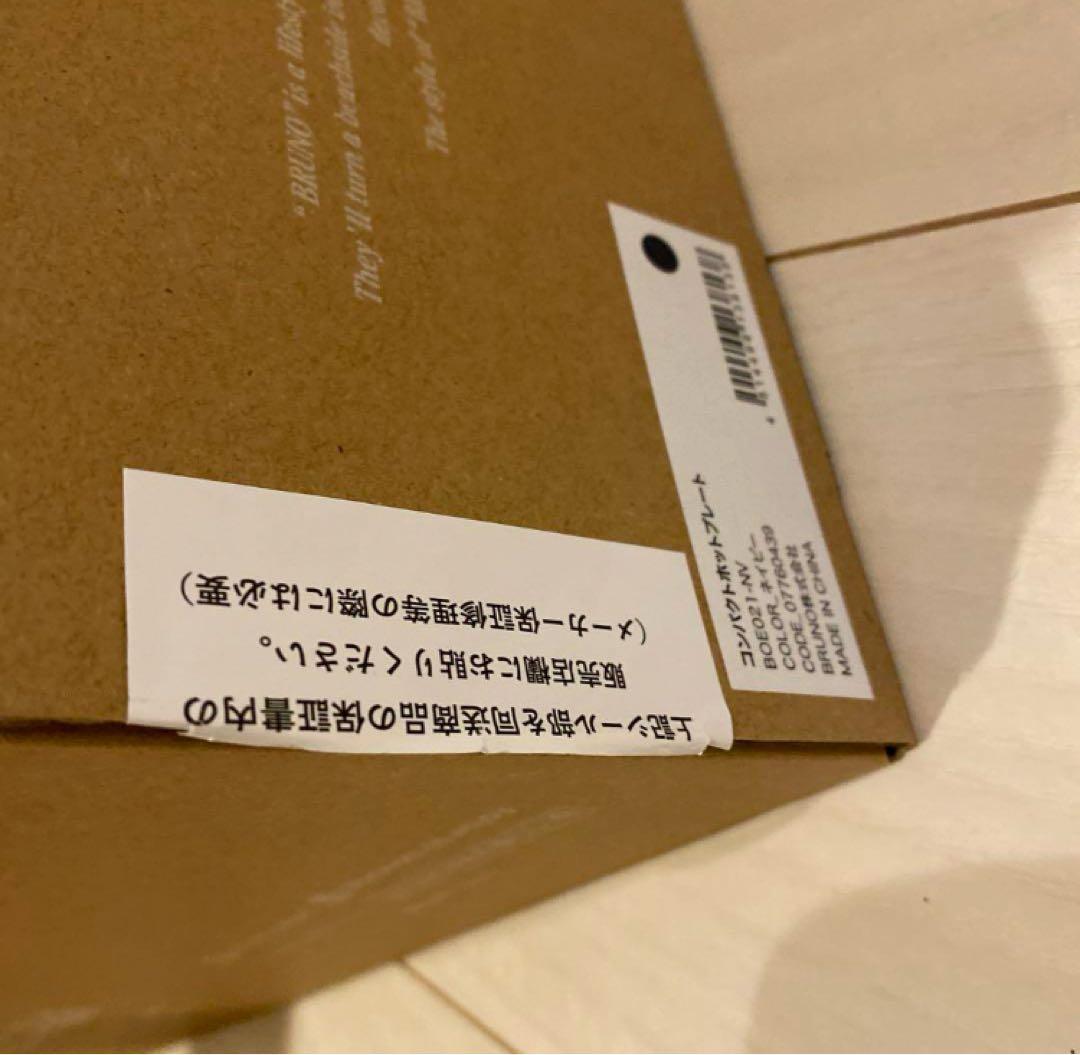 "BRUNO" is a
They'll turn a beachside
The style of
コンパクトホットプレート
BOE021-NV
COLOR_ネイビー
CODE_07760439
BRUNO株式会社
MADE IN CHINA
上記シール部を同送商品の保証書内の
販売店欄にお貼りください。
(メーカー保証修理等の際には必要)